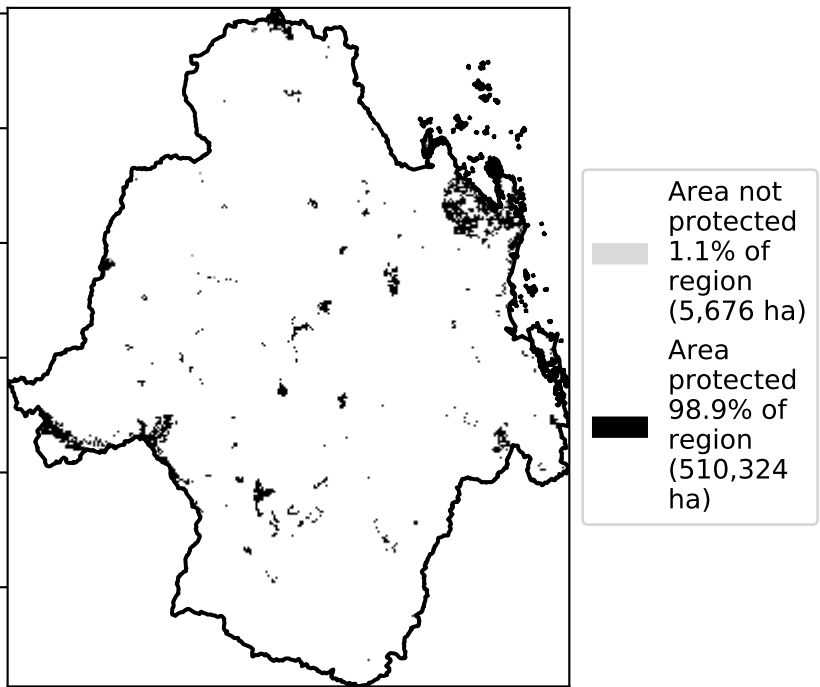 Area not
protected
1.1% of
region
(5,676 ha)
Area
protected
98.9% of
region
(510,324
ha)